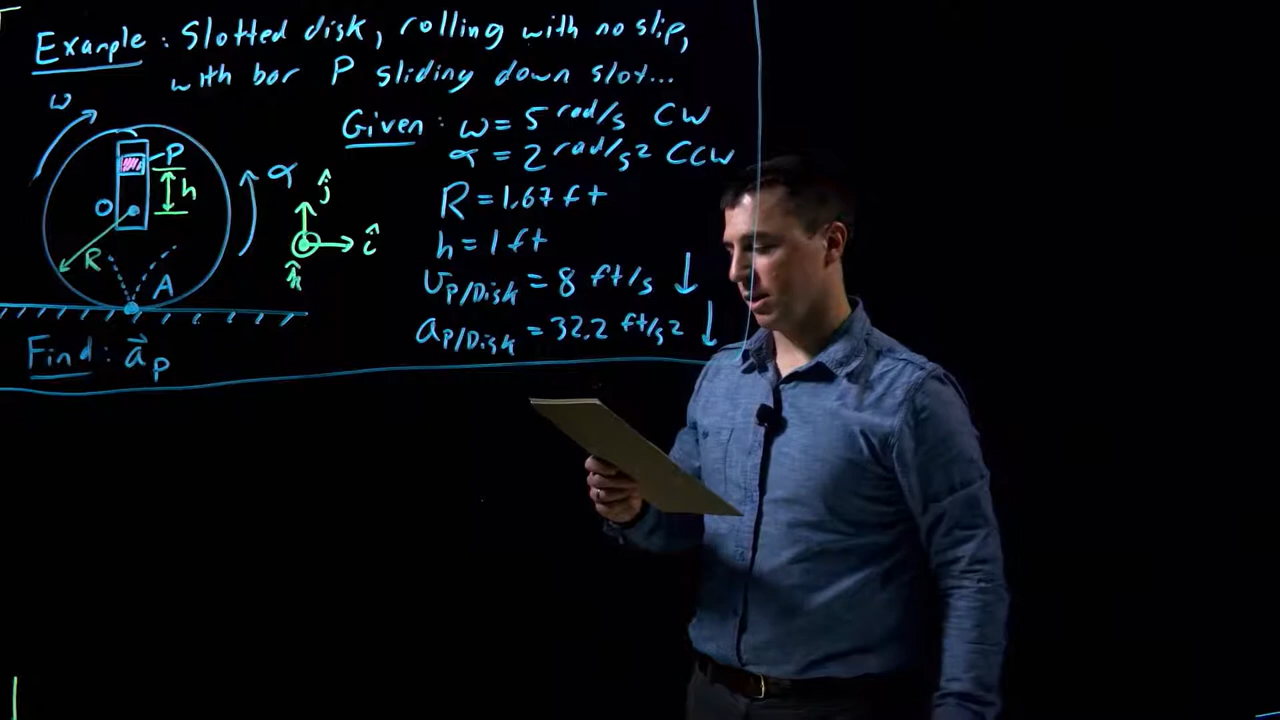 Example: Slotted disk, rolling with no slip,
with bar P sliding down slot...
Given: ω = 5 rad/s CW
α = 2 rad/s² CCW
R = 1.67 ft
h = 1 ft
υP/Disk = 8 ft/s ↓
aP/Disk = 32.2 ft/s² ↓
ω
P
h
α
O
R
A
ĵ
î
k̂
Find: a⃗P